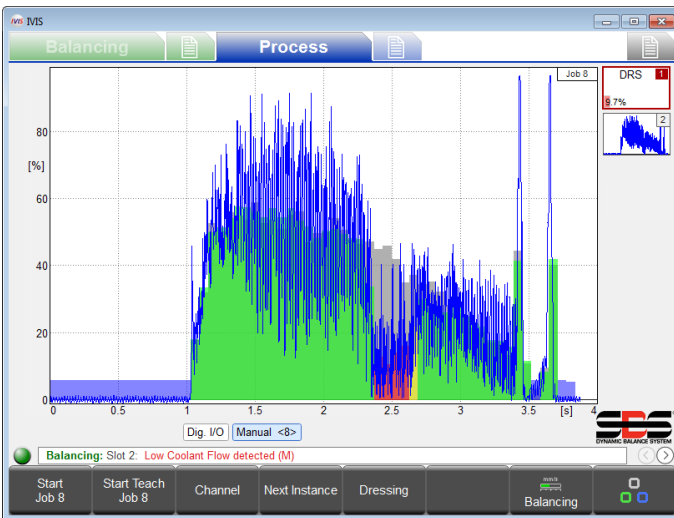 IVIS IVIS
Balancing
Process
Job 8
DRS
1
9.7%
2
80
[%]
60
40
20
0
0 0.5 1 1.5 2 2.5 3 3.5 [s] 4
Dig. I/O
Manual <8>
SBS
DYNAMIC BALANCE SYSTEM
Balancing: Slot 2: Low Coolant Flow detected (M)
Start
Job 8
Start Teach
Job 8
Channel
Next Instance
Dressing
Balancing